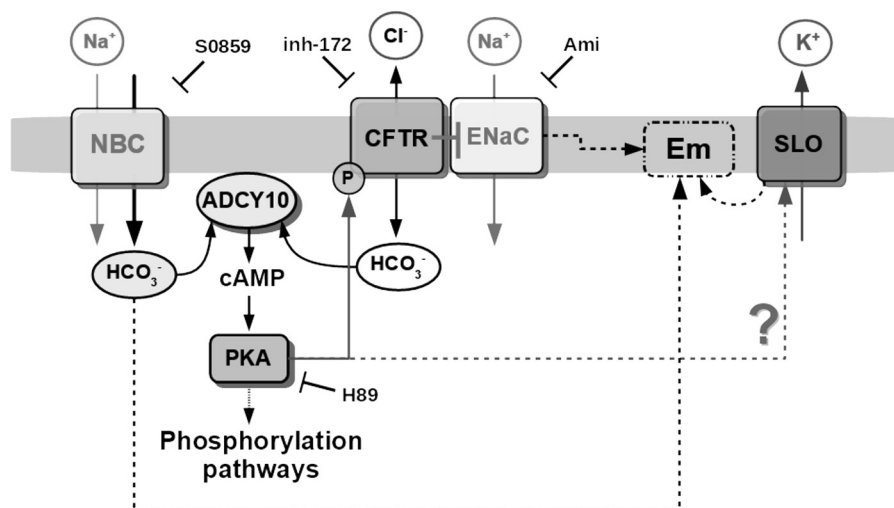 Na⁺
S0859
inh-172
Cl⁻
Na⁺
Ami
K⁺
NBC
CFTR
ENaC
Em
SLO
P
ADCY10
HCO₃⁻
cAMP
HCO₃⁻
PKA
?
H89
Phosphorylation
pathways